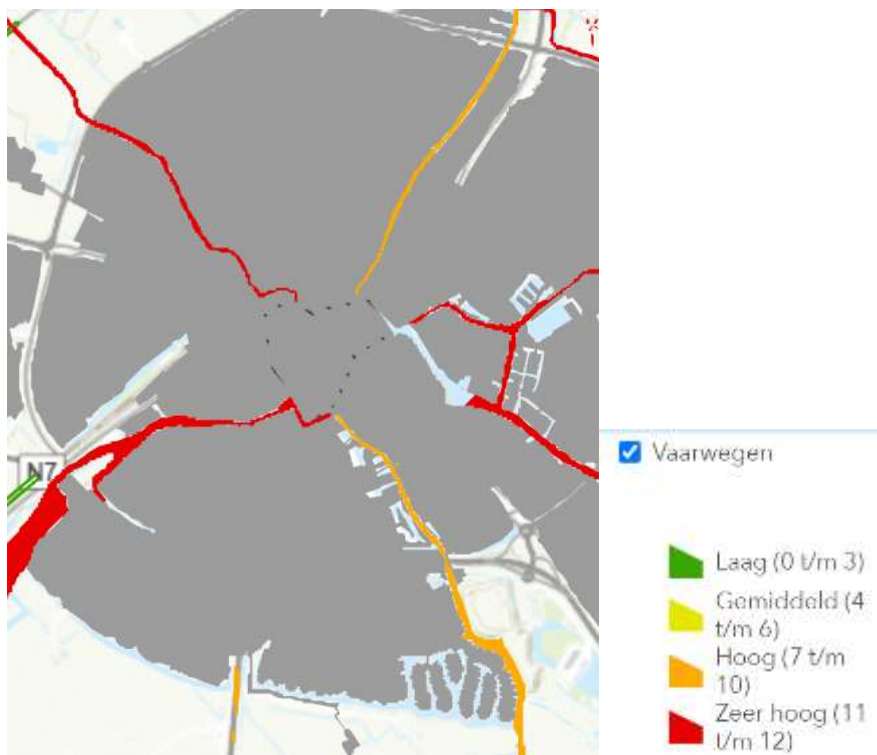 N7
Vaarwegen
Laag (0 t/m 3)
Gemiddeld (4
t/m 6)
Hoog (7 t/m
10)
Zeer hoog (11
t/m 12)